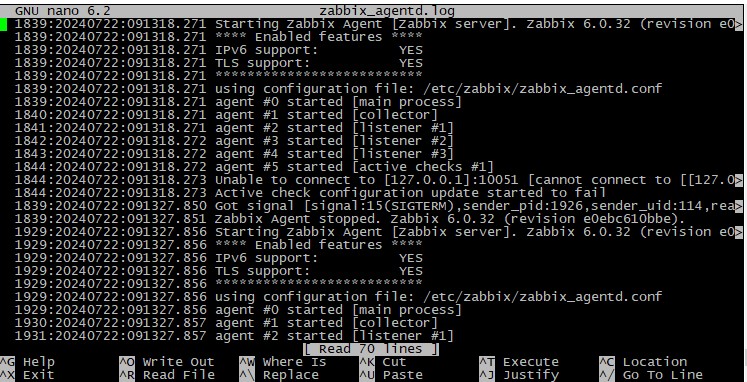 GNU nano 6.2 zabbix_agentd.log
1839:20240722:091318.271 Starting Zabbix Agent [Zabbix server]. Zabbix 6.0.32 (revision e0>
1839:20240722:091318.271 **** Enabled features ****
1839:20240722:091318.271 IPv6 support: YES
1839:20240722:091318.271 TLS support: YES
1839:20240722:091318.271 **************************
1839:20240722:091318.271 using configuration file: /etc/zabbix/zabbix_agentd.conf
1839:20240722:091318.271 agent #0 started [main process]
1840:20240722:091318.271 agent #1 started [collector]
1841:20240722:091318.272 agent #2 started [listener #1]
1842:20240722:091318.272 agent #3 started [listener #2]
1843:20240722:091318.272 agent #4 started [listener #3]
1844:20240722:091318.272 agent #5 started [active checks #1]
1844:20240722:091318.273 Unable to connect to [127.0.0.1]:10051 [cannot connect to [[127.0>
1844:20240722:091318.273 Active check configuration update started to fail
1839:20240722:091327.850 Got signal [signal:15(SIGTERM),sender_pid:1926,sender_uid:114,rea>
1839:20240722:091327.851 Zabbix Agent stopped. Zabbix 6.0.32 (revision e0ebc610bbe).
1929:20240722:091327.856 Starting Zabbix Agent [Zabbix server]. Zabbix 6.0.32 (revision e0>
1929:20240722:091327.856 **** Enabled features ****
1929:20240722:091327.856 IPv6 support: YES
1929:20240722:091327.856 TLS support: YES
1929:20240722:091327.856 **************************
1929:20240722:091327.856 using configuration file: /etc/zabbix/zabbix_agentd.conf
1929:20240722:091327.856 agent #0 started [main process]
1930:20240722:091327.857 agent #1 started [collector]
1931:20240722:091327.857 agent #2 started [listener #1]
[ Read 70 lines ]
^G Help ^O Write Out ^W Where Is ^K Cut ^T Execute ^C Location
^X Exit ^R Read File ^\ Replace ^U Paste ^J Justify ^/ Go To Line